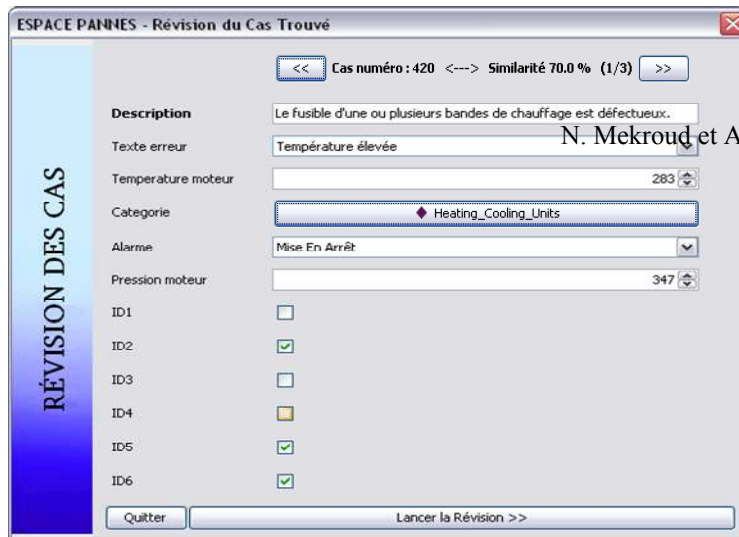 ESPACE PANNES - Révision du Cas Trouvé
<< Cas numéro : 420 <---> Similarité 70.0 % (1/3) >>
Description Le fusible d'une ou plusieurs bandes de chauffage est défectueux.
N. Mekroud et A
Texte erreur Température élevée
Temperature moteur 283
Categorie Heating_Cooling_Units
Alarme Mise En Arrêt
Pression moteur 347
ID1
ID2
ID3
ID4
ID5
ID6
RÉVISION DES CAS
Quitter Lancer la Révision >>